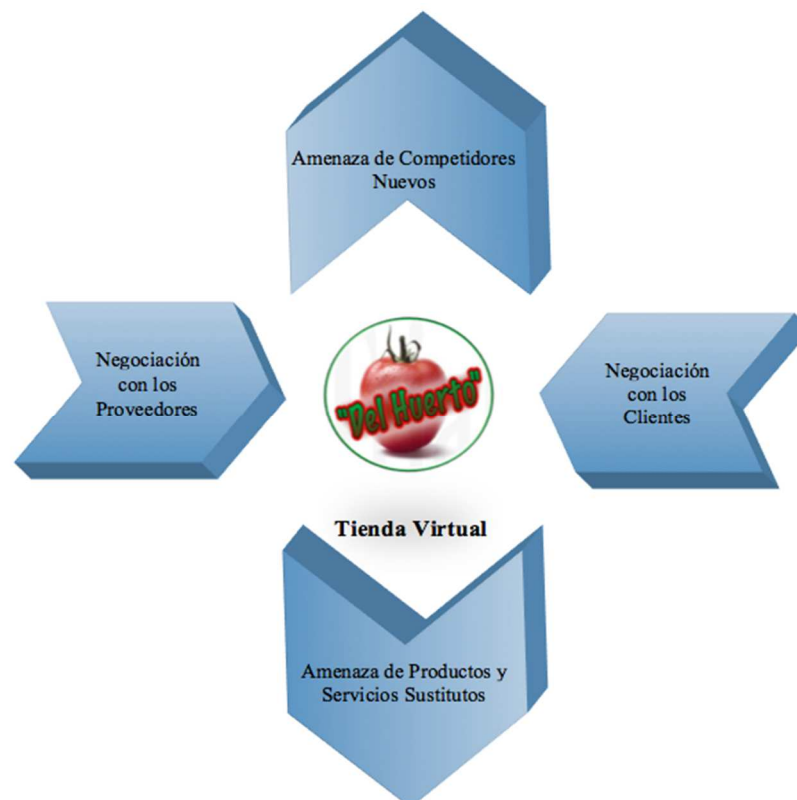 Amenaza de Competidores
Nuevos
Negociación
con los
Proveedores
"Del Huerto"
Negociación
con los
Clientes
Tienda Virtual
Amenaza de Productos y
Servicios Sustitutos